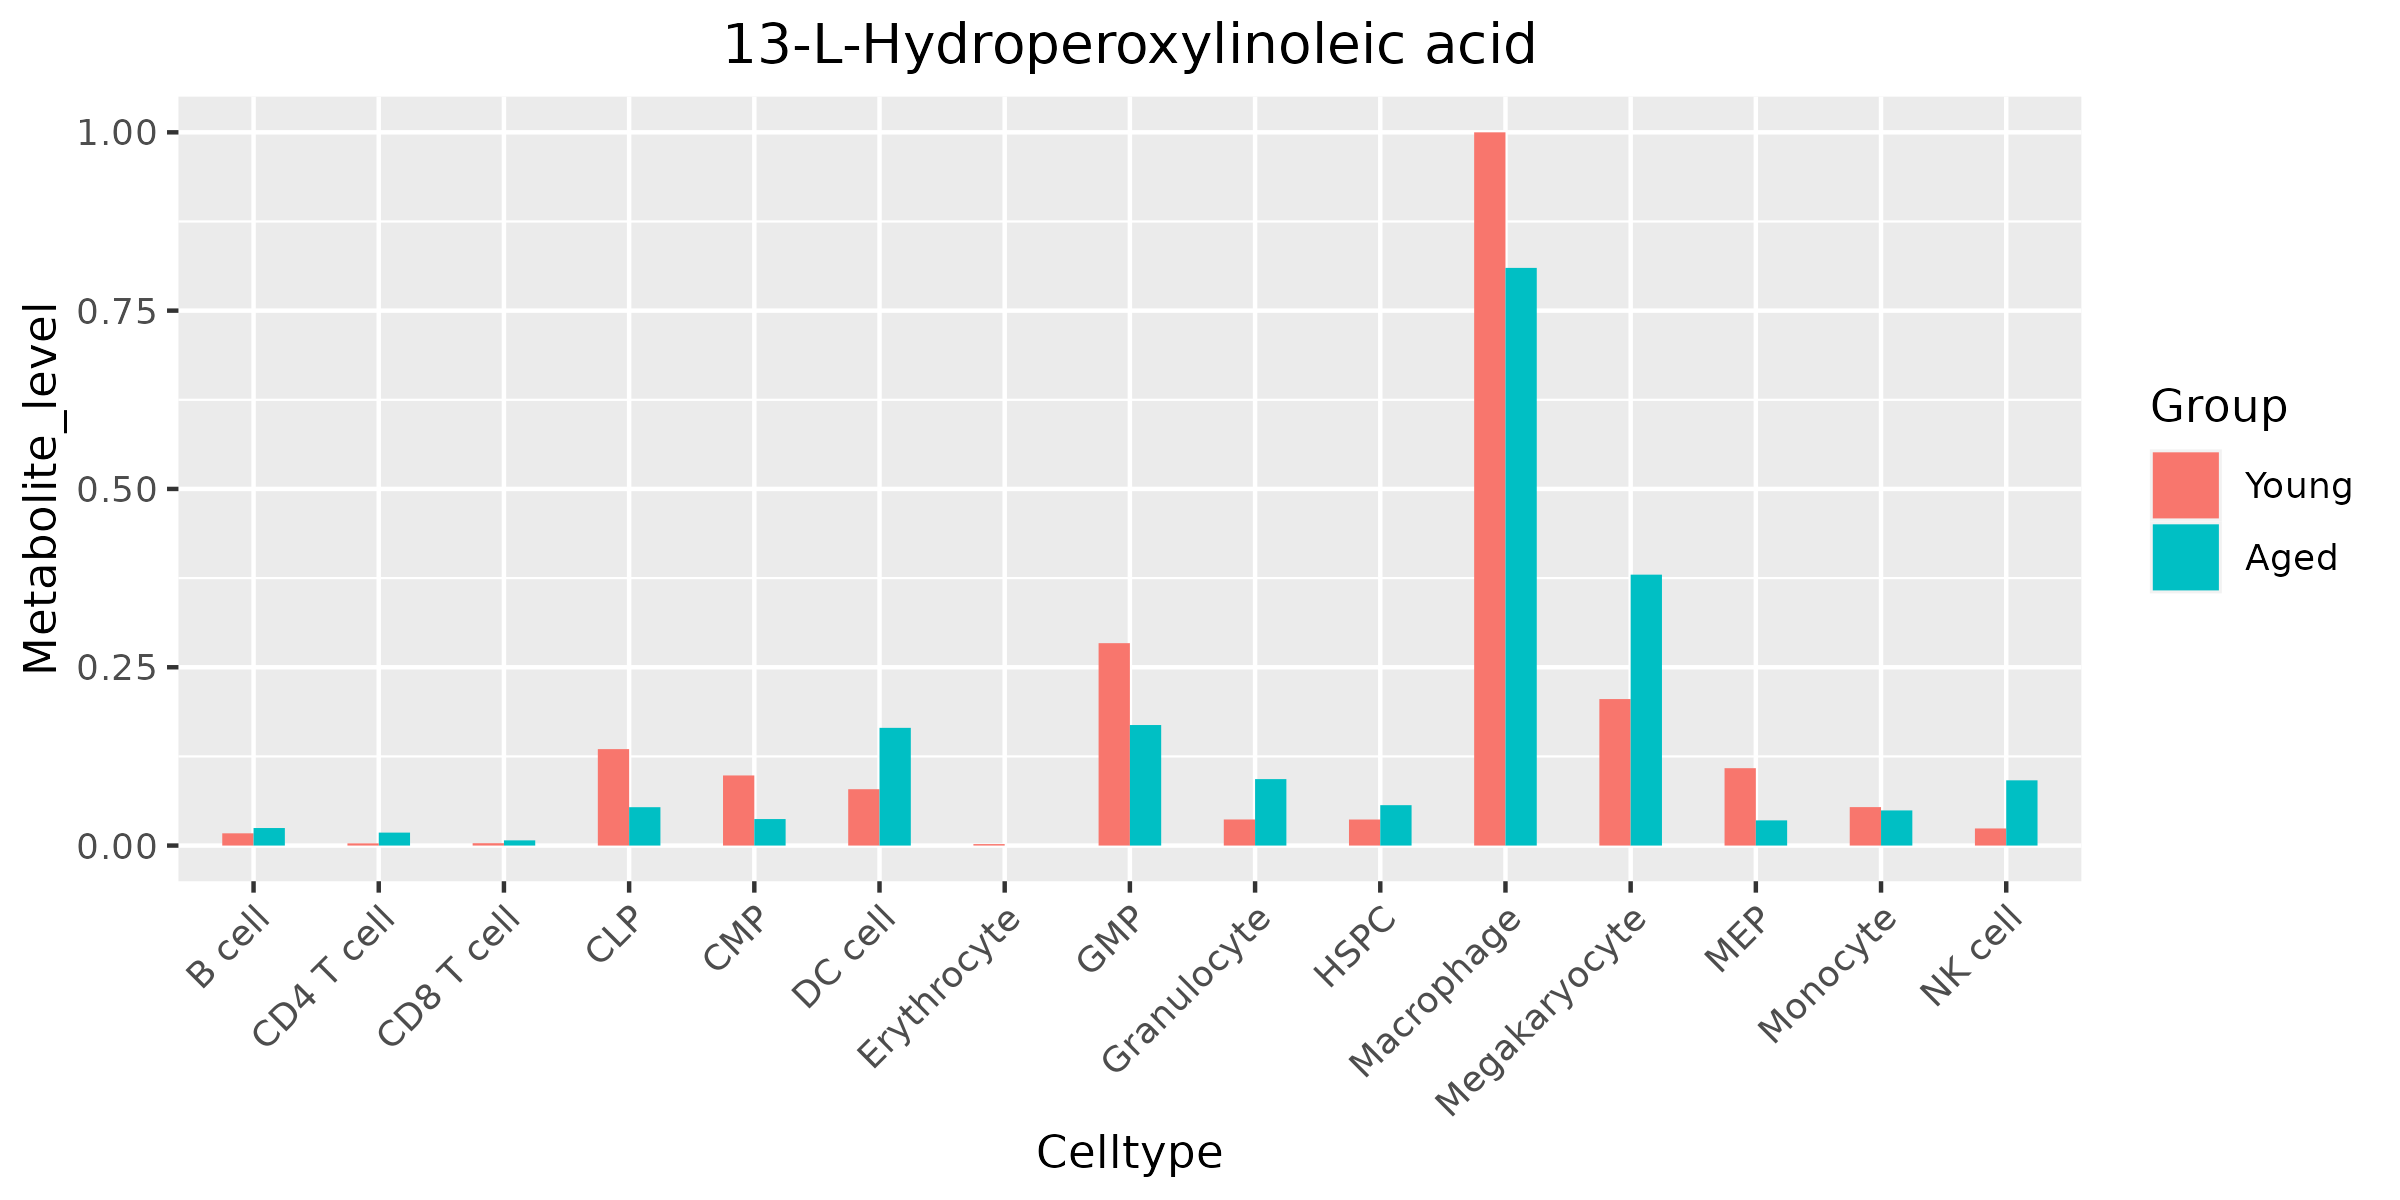 13-L-Hydroperoxylinoleic acid
Metabolite_level
1.00
0.75
0.50
0.25
0.00
B cell
CD4 T cell
CD8 T cell
CLP
CMP
DC cell
Erythrocyte
GMP
Granulocyte
HSPC
Macrophage
Megakaryocyte
MEP
Monocyte
NK cell
Celltype
Group
Young
Aged